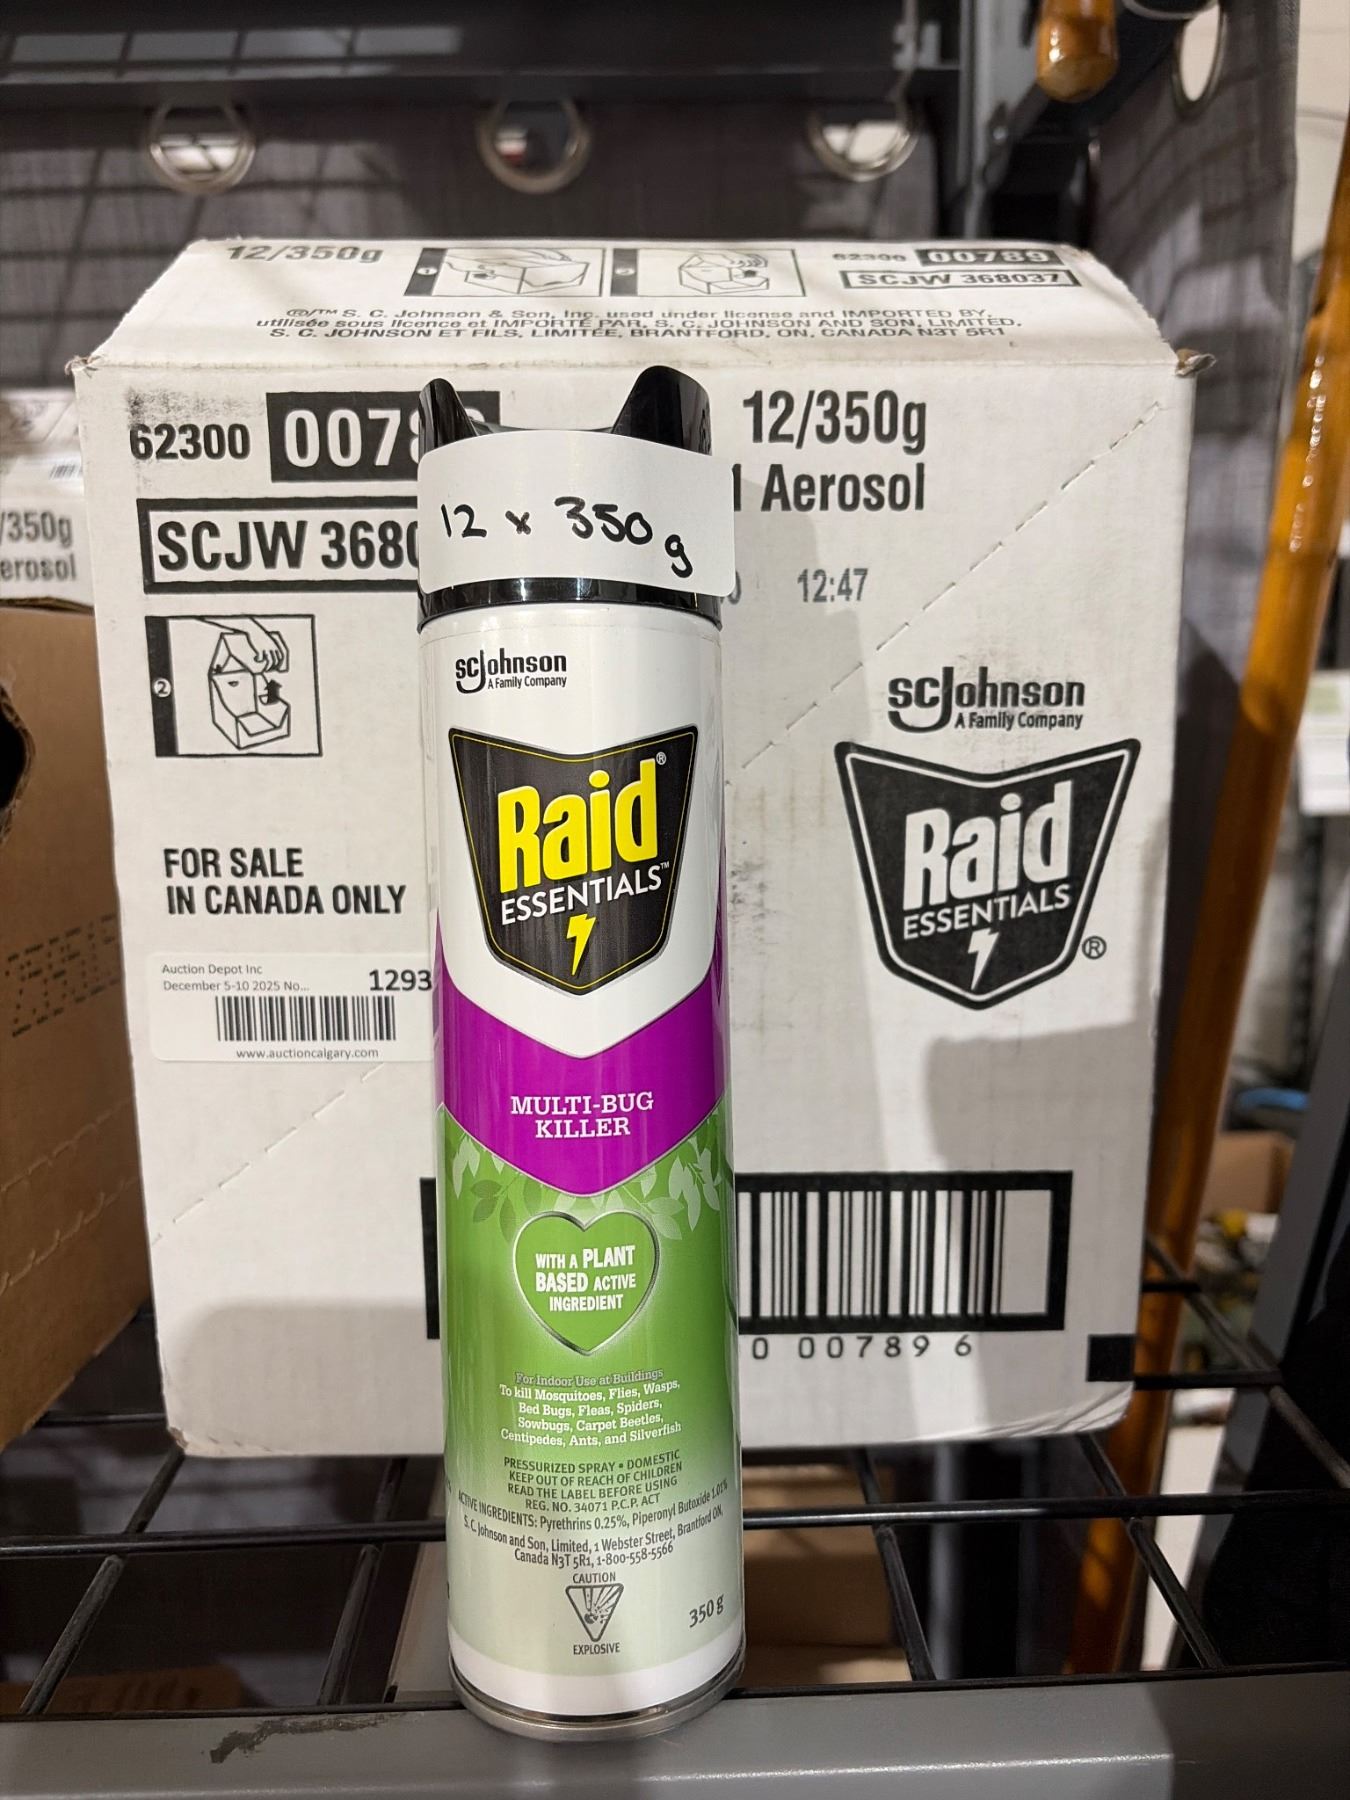 12/350g
62300 00789
SCJW 368037
®/™ S. C. Johnson & Son, Inc. used under license and IMPORTED BY,
utilisée sous licence et IMPORTÉ PAR, S. C. JOHNSON AND SON, LIMITED,
S. C. JOHNSON ET FILS, LIMITÉE, BRANTFORD, ON, CANADA N3T 5R1
62300 0078
12/350g
Aerosol
SCJW 3680
12:47
2
scjohnson
A Family Company
Raid
ESSENTIALS
®
FOR SALE
IN CANADA ONLY
Auction Depot Inc
December 5-10 2025 No...
1293
www.auctioncalgary.com
0 00789 6
/350g
erosol
12 x 350g
scjohnson
A Family Company
Raid®
ESSENTIALS™
MULTI-BUG
KILLER
WITH A PLANT
BASED ACTIVE
INGREDIENT
For Indoor Use at Buildings
To kill Mosquitoes, Flies, Wasps,
Bed Bugs, Fleas, Spiders,
Sowbugs, Carpet Beetles,
Centipedes, Ants, and Silverfish
PRESSURIZED SPRAY • DOMESTIC
KEEP OUT OF REACH OF CHILDREN
READ THE LABEL BEFORE USING
REG. NO. 34071 P.C.P. ACT
ACTIVE INGREDIENTS: Pyrethrins 0.25%, Piperonyl Butoxide 1.01%
S. C. Johnson and Son, Limited, 1 Webster Street, Brantford ON,
Canada N3T 5R1, 1-800-558-5566
CAUTION
EXPLOSIVE
350 g